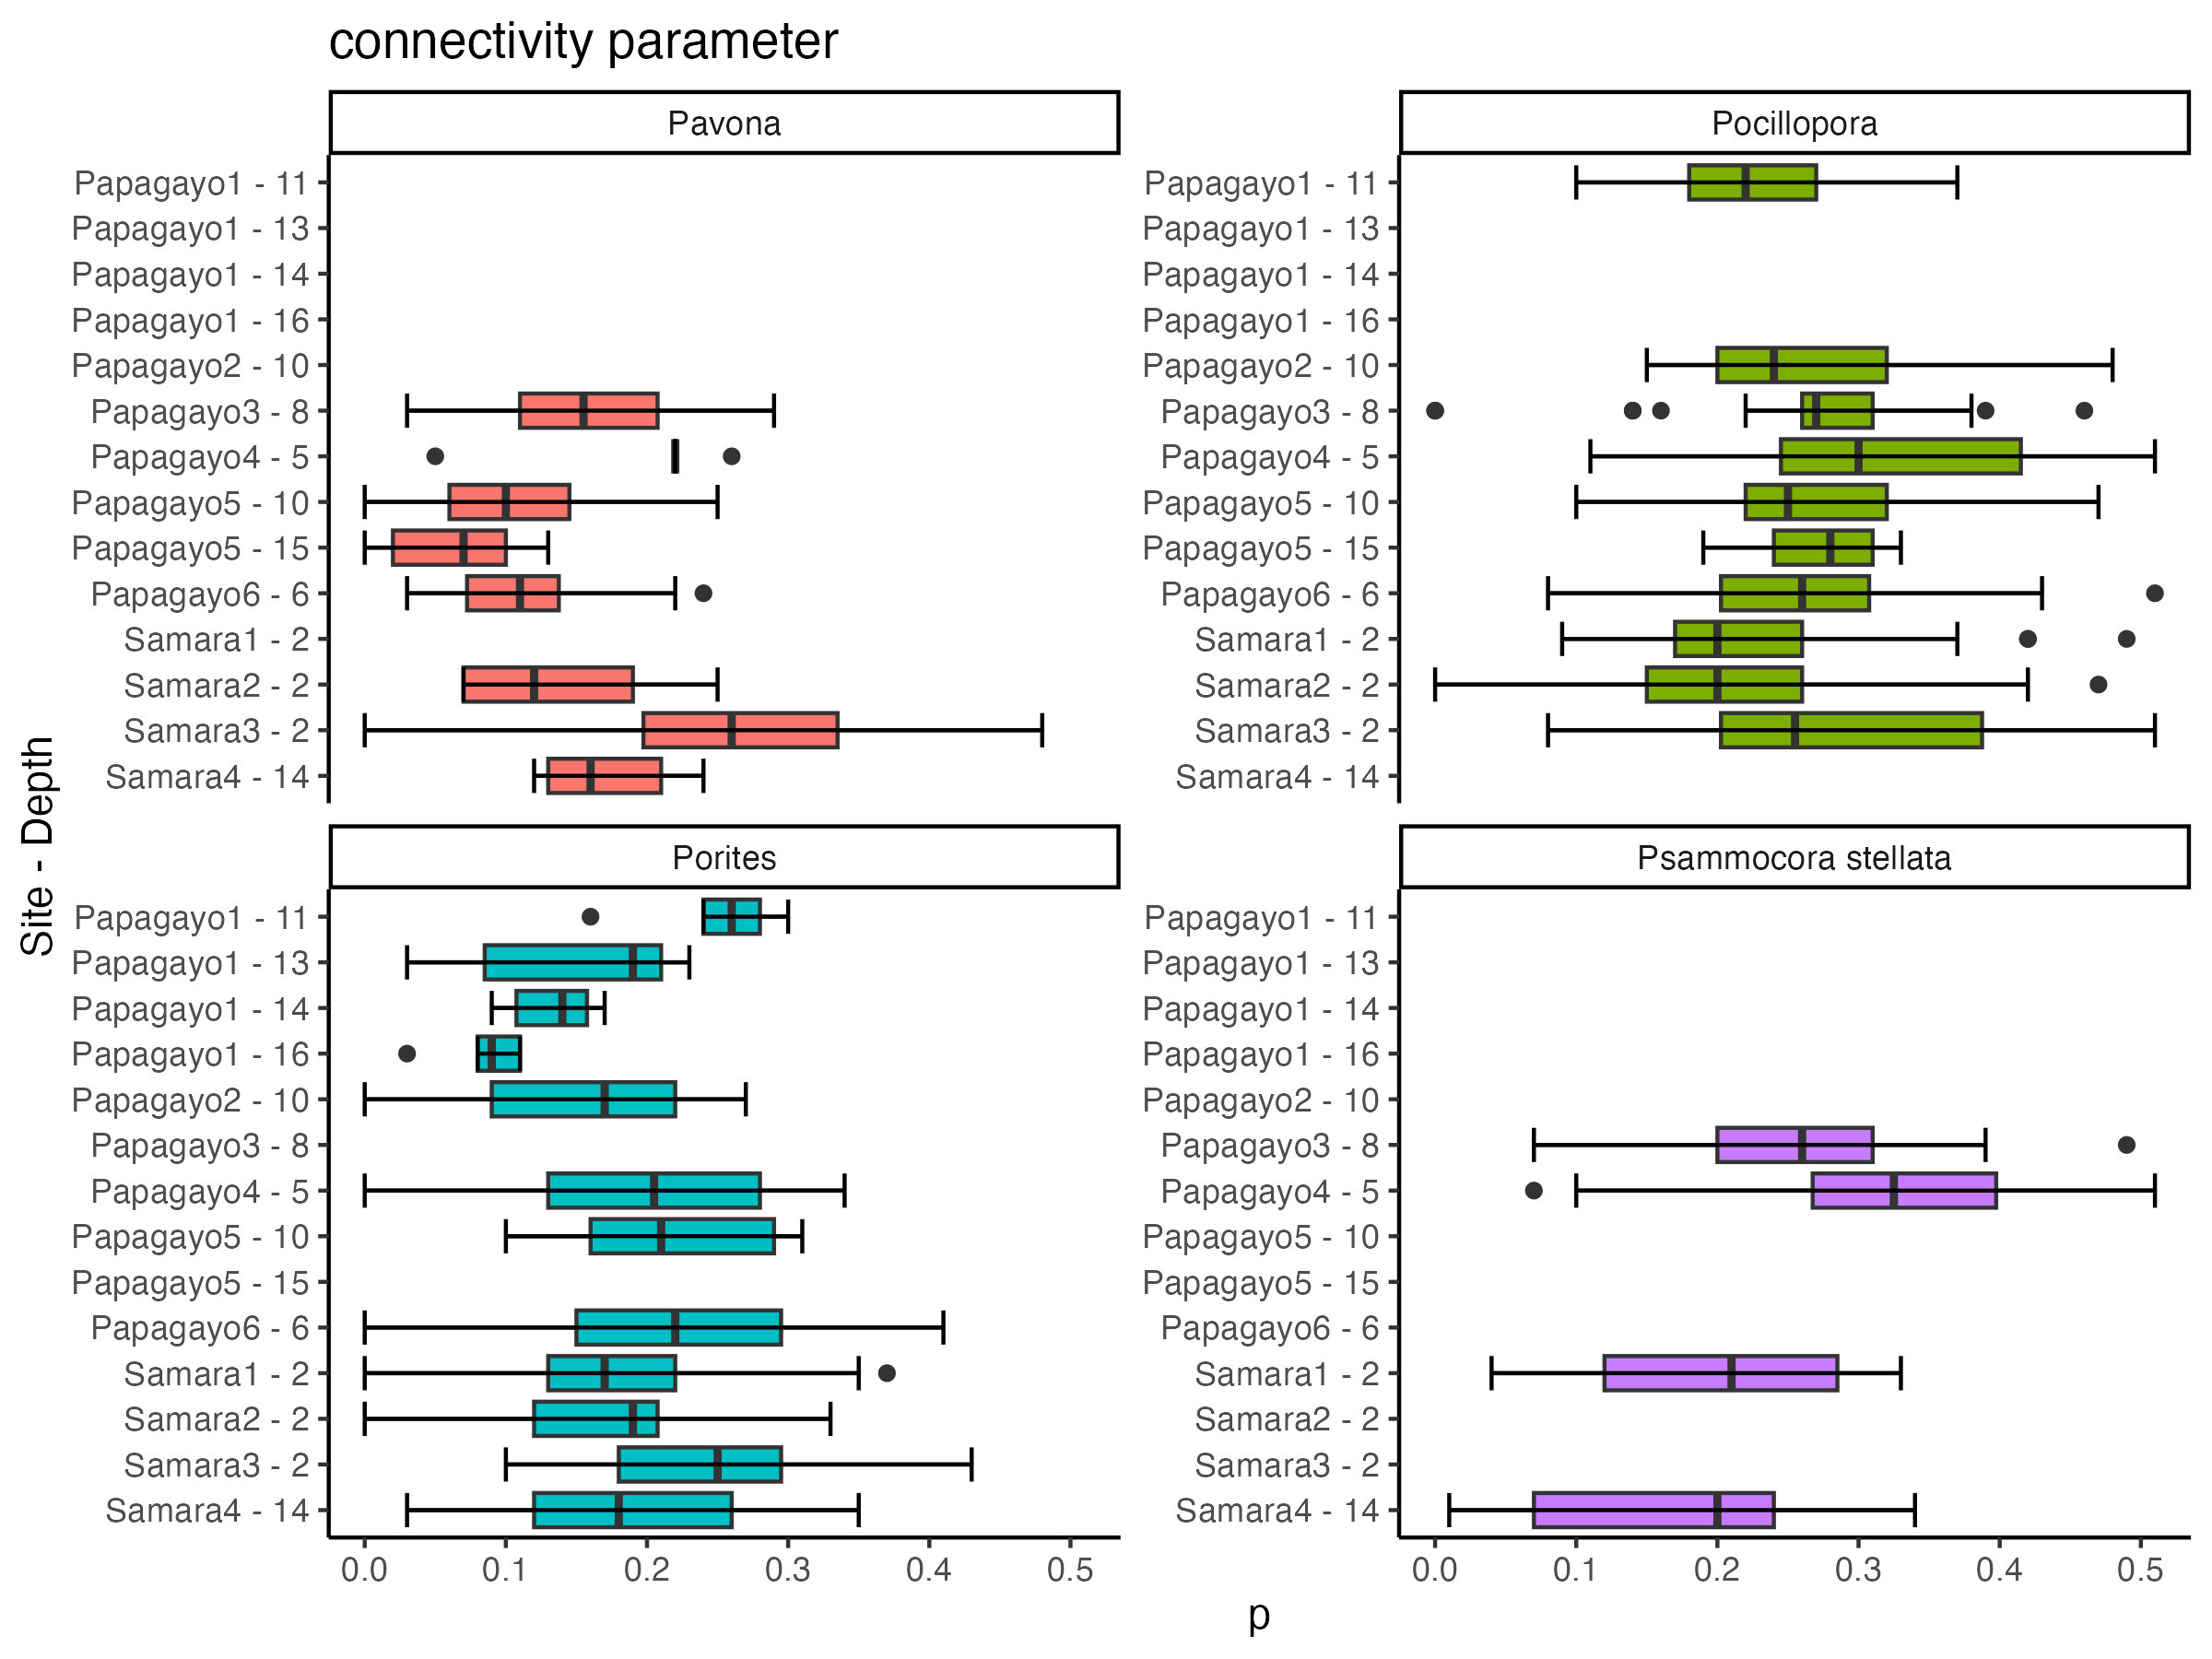 connectivity parameter
Pavona
Papagayo1 - 11
Papagayo1 - 13
Papagayo1 - 14
Papagayo1 - 16
Papagayo2 - 10
Papagayo3 - 8
Papagayo4 - 5
Papagayo5 - 10
Papagayo5 - 15
Papagayo6 - 6
Samara1 - 2
Samara2 - 2
Samara3 - 2
Samara4 - 14
Pocillopora
Papagayo1 - 11
Papagayo1 - 13
Papagayo1 - 14
Papagayo1 - 16
Papagayo2 - 10
Papagayo3 - 8
Papagayo4 - 5
Papagayo5 - 10
Papagayo5 - 15
Papagayo6 - 6
Samara1 - 2
Samara2 - 2
Samara3 - 2
Samara4 - 14
Site - Depth
Porites
Papagayo1 - 11
Papagayo1 - 13
Papagayo1 - 14
Papagayo1 - 16
Papagayo2 - 10
Papagayo3 - 8
Papagayo4 - 5
Papagayo5 - 10
Papagayo5 - 15
Papagayo6 - 6
Samara1 - 2
Samara2 - 2
Samara3 - 2
Samara4 - 14
0.0 0.1 0.2 0.3 0.4 0.5
Psammocora stellata
Papagayo1 - 11
Papagayo1 - 13
Papagayo1 - 14
Papagayo1 - 16
Papagayo2 - 10
Papagayo3 - 8
Papagayo4 - 5
Papagayo5 - 10
Papagayo5 - 15
Papagayo6 - 6
Samara1 - 2
Samara2 - 2
Samara3 - 2
Samara4 - 14
0.0 0.1 0.2 0.3 0.4 0.5
p